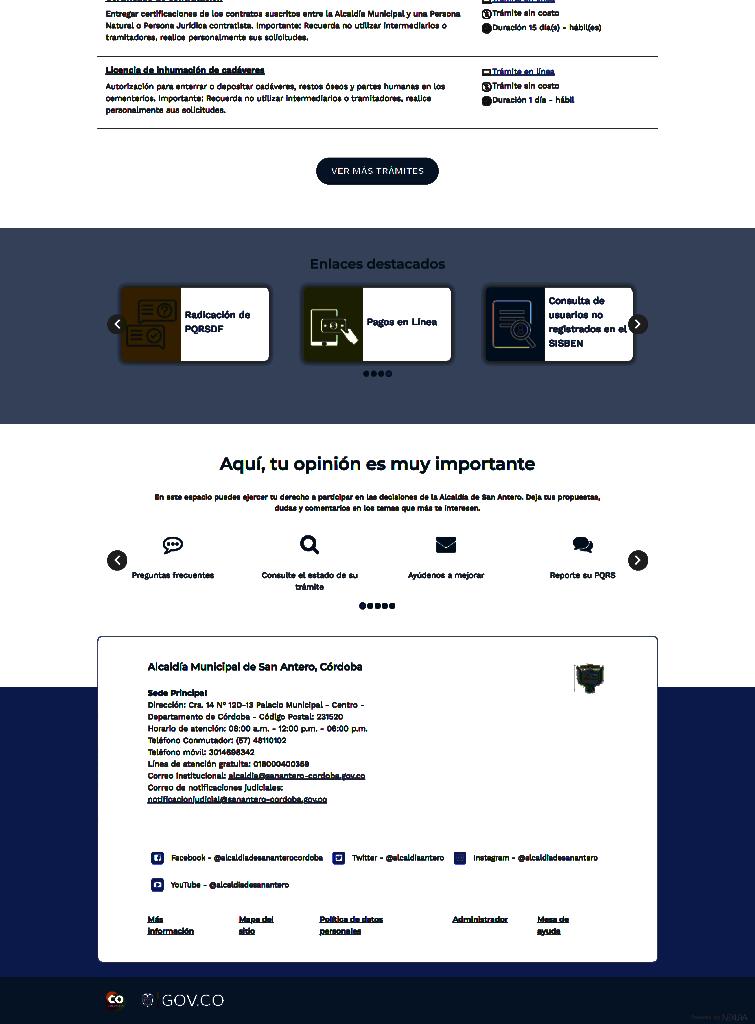 Entregar certificaciones de los contratos suscritos entre la Alcaldía Municipal y una Persona
Natural o Persona Jurídica contratista. Importante: Recuerda no utilizar intermediarios o
tramitadores, realice personalmente sus solicitudes.
Trámite sin costo
Duración 15 día(s) - hábil(es)
Licencia de inhumación de cadáveres
Autorización para enterrar o depositar cadáveres, restos óseos y partes humanas en los
cementerios. Importante: Recuerda no utilizar intermediarios o tramitadores, realice
personalmente sus solicitudes.
Trámite en línea
Trámite sin costo
Duración 1 día - hábil
VER MÁS TRÁMITES
Enlaces destacados
Radicación de
PQRSDF
Pagos en Línea
Consulta de
usuarios no
registrados en el
SISBEN
Aquí, tu opinión es muy importante
En este espacio puedes ejercer tu derecho a participar en las decisiones de la Alcaldía de San Antero. Deja tus propuestas,
dudas y comentarios en los temas que más te interesen.
Preguntas frecuentes
Consulte el estado de su
trámite
Ayúdenos a mejorar
Reporte su PQRS
Alcaldía Municipal de San Antero, Córdoba
Sede Principal
Dirección: Cra. 14 N° 12D-13 Palacio Municipal - Centro -
Departamento de Córdoba - Código Postal: 231520
Horario de atención: 08:00 a.m. - 12:00 p.m. - 06:00 p.m.
Teléfono Conmutador: (57) 48110102
Teléfono móvil: 3014698342
Línea de atención gratuita: 018000400369
Correo institucional: alcaldia@sanantero-cordoba.gov.co
Correo de notificaciones judiciales:
notificacionjudicial@sanantero-cordoba.gov.co
Facebook - @alcaldiadesananterocordoba
Twitter - @alcaldiaantero
Instagram - @alcaldiadesanantero
YouTube - @alcaldiadesanantero
Más
información
Mapa del
sitio
Política de datos
personales
Administrador
Mesa de
ayuda
CO
GOV.CO